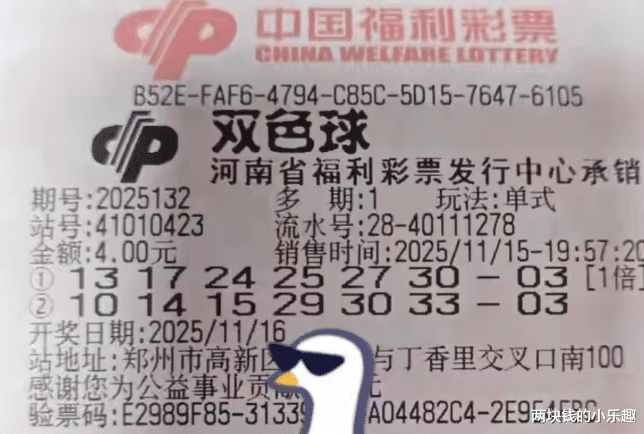 中国福利彩票
CHINA WELFARE LOTTERY
B52E-FAF6-4794-C85C-5D15-7647-6105
双色球
河南省福利彩票发行中心承销
期号:2025132 多 期:1 玩法:单式
站号:41010423 流水号:28-40111278
金额:4.00元 销售时间:2025/11/15-19:57:20
① 13 17 24 25 27 30 - 03 [1倍]
② 10 14 15 29 30 33 - 03
开奖日期:2025/11/16
站地址:郑州市高新区 与丁香里交叉口南100
感谢您为公益事业贡献 元
验票码:E2989F85-31339 A04482C4-2E9F4FBC
两块钱的小乐趣